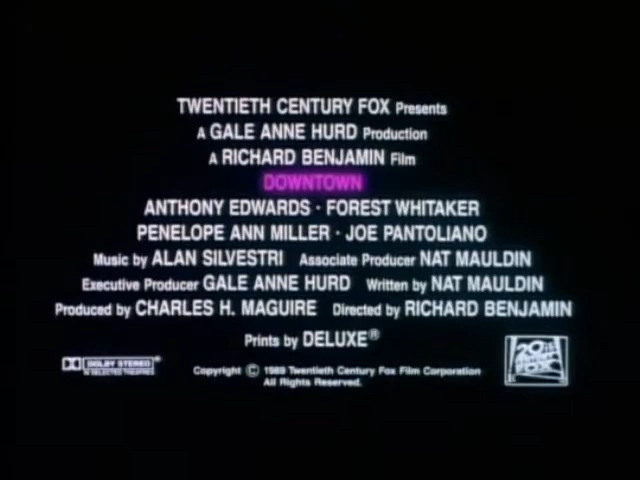 TWENTIETH CENTURY FOX Presents
A GALE ANNE HURD Production
A RICHARD BENJAMIN Film
DOWNTOWN
ANTHONY EDWARDS · FOREST WHITAKER
PENELOPE ANN MILLER · JOE PANTOLIANO
Music by ALAN SILVESTRI Associate Producer NAT MAULDIN
Executive Producer GALE ANNE HURD Written by NAT MAULDIN
Produced by CHARLES H. MAGUIRE Directed by RICHARD BENJAMIN
Prints by DELUXE®
DOLBY STEREO®
IN SELECTED THEATRES
Copyright © 1989 Twentieth Century Fox Film Corporation
All Rights Reserved.
20th CENTURY FOX